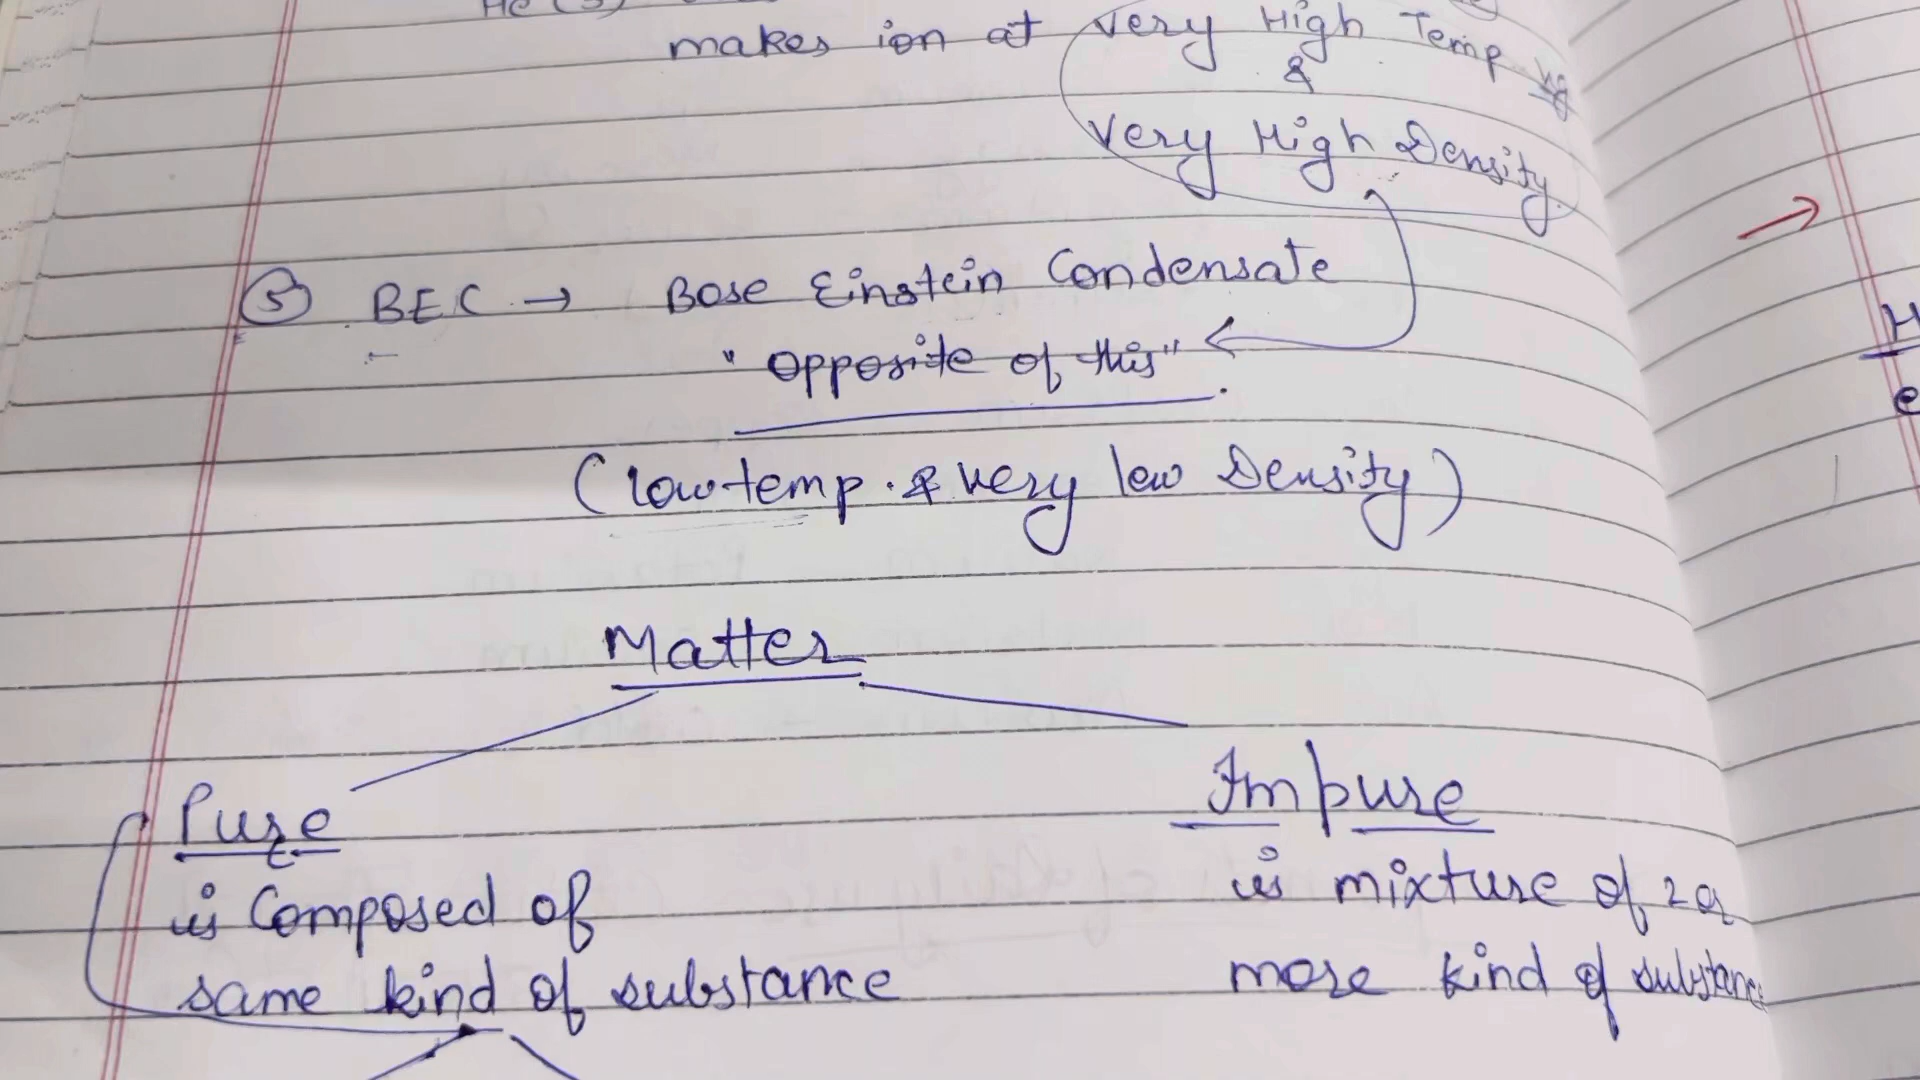 makes ion at very High Temp
&
very High Density
⑤ BEC → Bose Einstein Condensate
"Opposite of this"
(low temp. & very low Density)
Matter
Pure
is Composed of
same kind of substance
Impure
is mixture of 2 or
more kind of substance